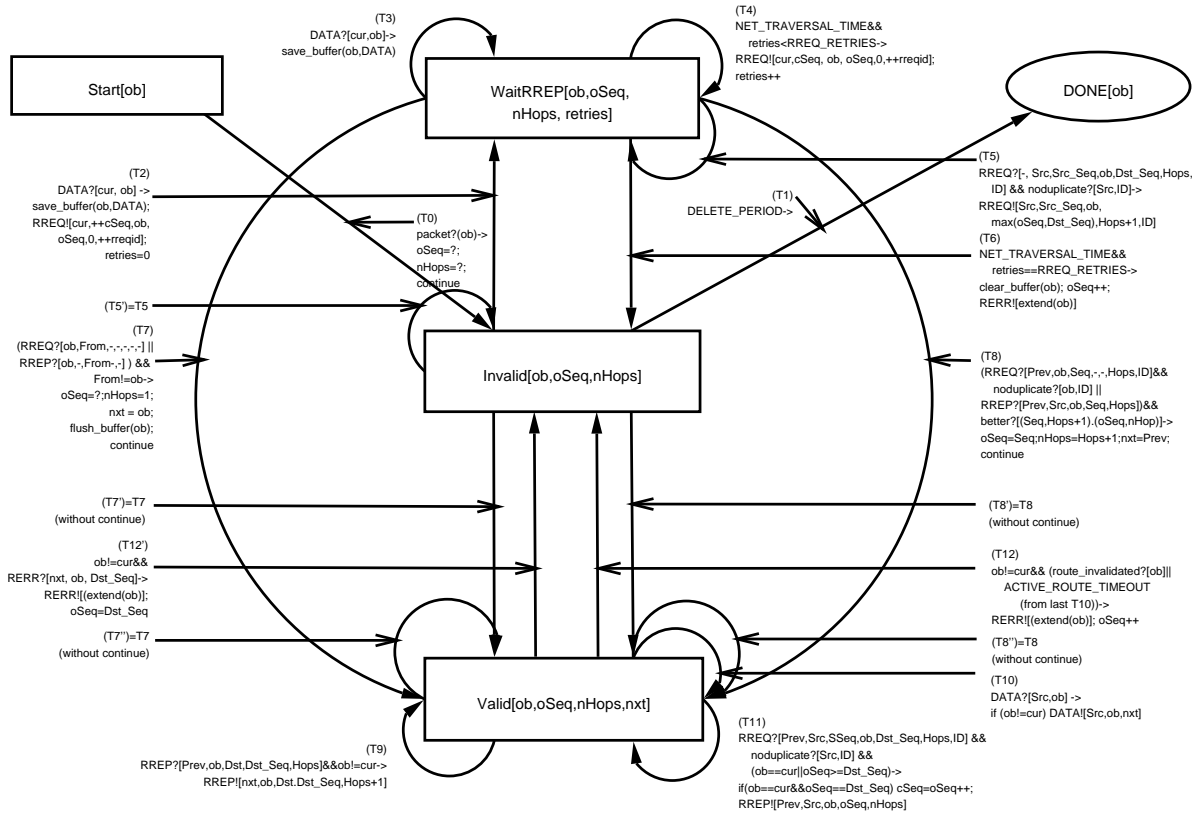 (T3)
DATA?[cur,ob]->
save_buffer(ob,DATA)
(T4)
NET_TRAVERSAL_TIME&&
retries<RREQ_RETRIES->
RREQ![cur,cSeq, ob, oSeq,0,++rreqid];
retries++
Start[ob]
WaitRREP[ob,oSeq,
nHops, retries]
DONE[ob]
(T2)
DATA?[cur, ob] ->
save_buffer(ob,DATA);
RREQ![cur,++cSeq,ob,
oSeq,0,++rreqid];
retries=0
(T0)
packet?(ob)->
oSeq=?;
nHops=?;
continue
(T1)
DELETE_PERIOD->
(T5)
RREQ?[-, Src,Src_Seq,ob,Dst_Seq,Hops,
ID] && noduplicate?[Src,ID]->
RREQ![Src,Src_Seq,ob,
max(oSeq,Dst_Seq),Hops+1,ID]
(T6)
NET_TRAVERSAL_TIME&&
retries==RREQ_RETRIES->
clear_buffer(ob); oSeq++;
RERR![extend(ob)]
(T5')=T5
(T7)
(RREQ?[ob,From,-,-,-,-,-] ||
RREP?[ob,-,From-,-] ) &&
From!=ob->
oSeq=?;nHops=1;
nxt = ob;
flush_buffer(ob);
continue
Invalid[ob,oSeq,nHops]
(T8)
(RREQ?[Prev,ob,Seq,-,-,Hops,ID]&&
noduplicate?[ob,ID] ||
RREP?[Prev,Src,ob,Seq,Hops])&&
better?[(Seq,Hops+1).(oSeq,nHop)]->
oSeq=Seq;nHops=Hops+1;nxt=Prev;
continue
(T7')=T7
(without continue)
(T8')=T8
(without continue)
(T12')
ob!=cur&&
RERR?[nxt, ob, Dst_Seq]->
RERR![(extend(ob)];
oSeq=Dst_Seq
(T12)
ob!=cur&& (route_invalidated?[ob]||
ACTIVE_ROUTE_TIMEOUT
(from last T10))->
RERR![(extend(ob)]; oSeq++
(T7'')=T7
(without continue)
(T8'')=T8
(without continue)
(T10)
DATA?[Src,ob] ->
if (ob!=cur) DATA![Src,ob,nxt]
Valid[ob,oSeq,nHops,nxt]
(T9)
RREP?[Prev,ob,Dst,Dst_Seq,Hops]&&ob!=cur->
RREP![nxt,ob,Dst.Dst_Seq,Hops+1]
(T11)
RREQ?[Prev,Src,SSeq,ob,Dst_Seq,Hops,ID] &&
noduplicate?[Src,ID] &&
(ob==cur||oSeq>=Dst_Seq)->
if(ob==cur&&oSeq==Dst_Seq) cSeq=oSeq++;
RREP![Prev,Src,ob,oSeq,nHops]